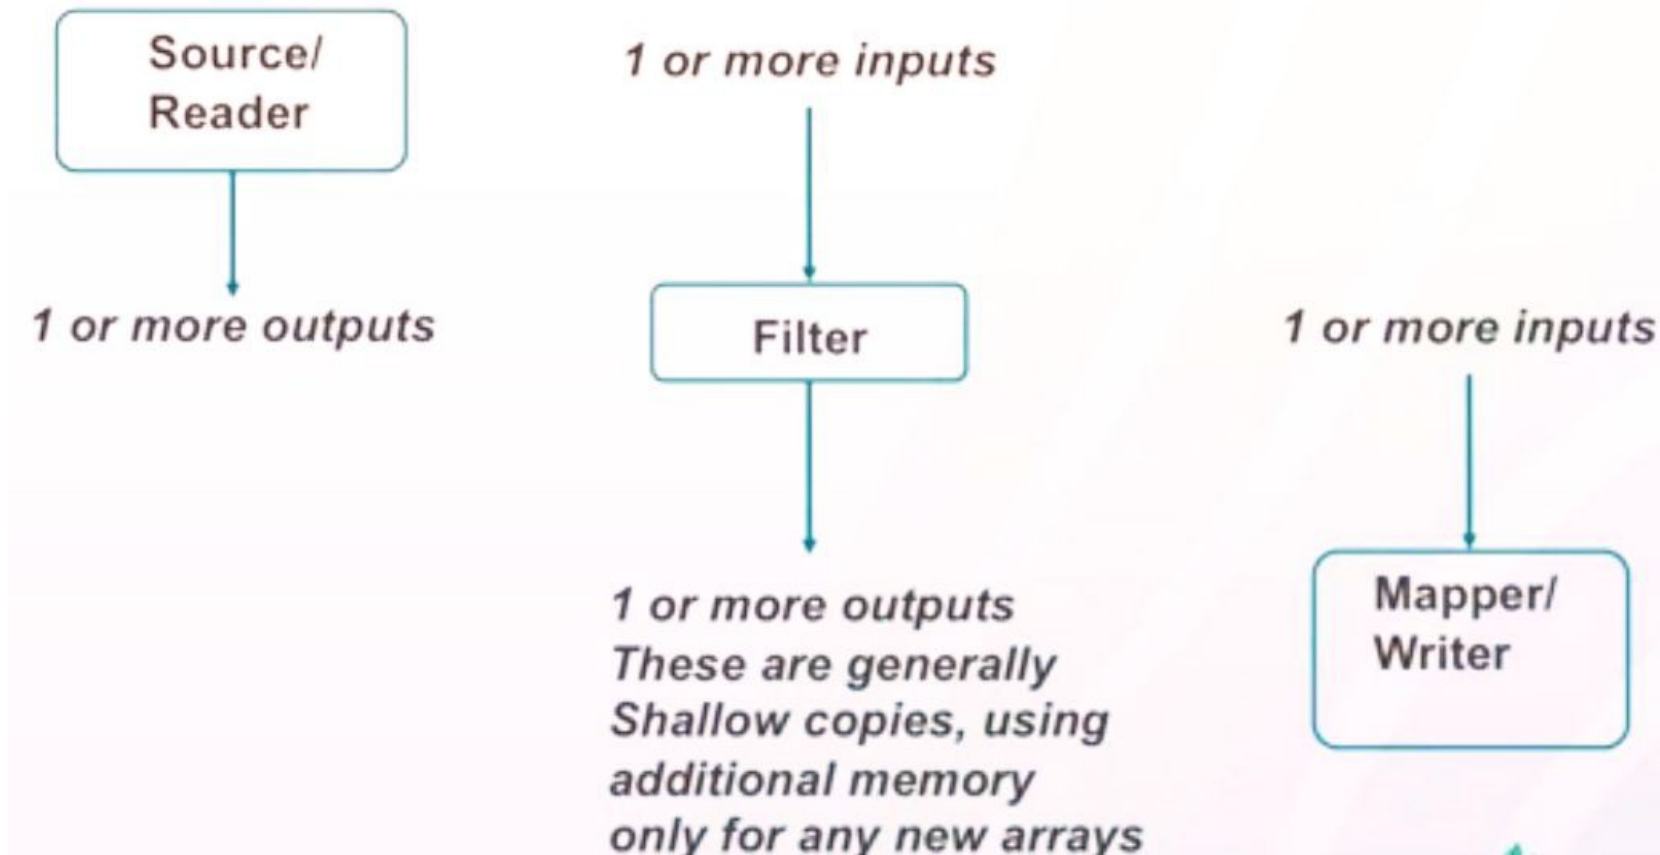 Source/
Reader
1 or more outputs
1 or more inputs
Filter
1 or more outputs
These are generally
Shallow copies, using
additional memory
only for any new arrays
1 or more inputs
Mapper/
Writer